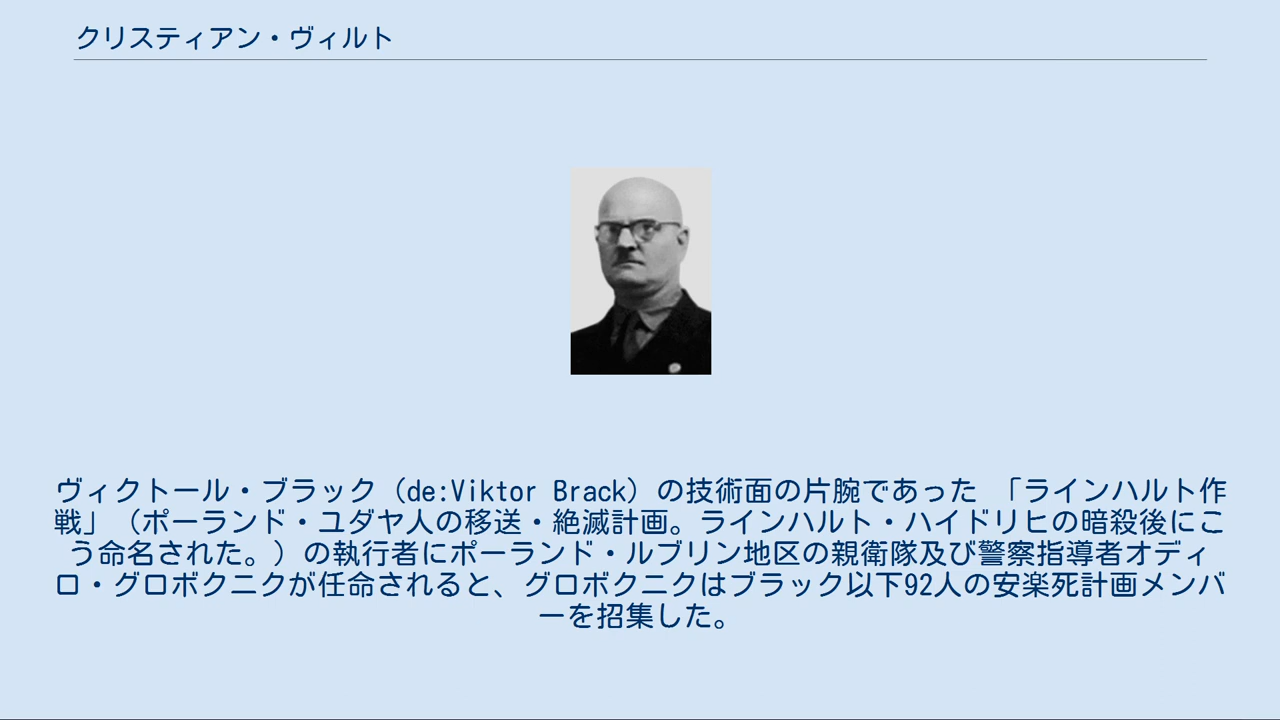 クリスティアン・ヴィルト
ヴィクトール・ブラック（de:Viktor Brack）の技術面の片腕であった 「ラインハルト作
戦」（ポーランド・ユダヤ人の移送・絶滅計画。ラインハルト・ハイドリヒの暗殺後にこ
う命名された。）の執行者にポーランド・ルブリン地区の親衛隊及び警察指導者オディ
ロ・グロボクニクが任命されると、グロボクニクはブラック以下92人の安楽死計画メンバ
ーを招集した。